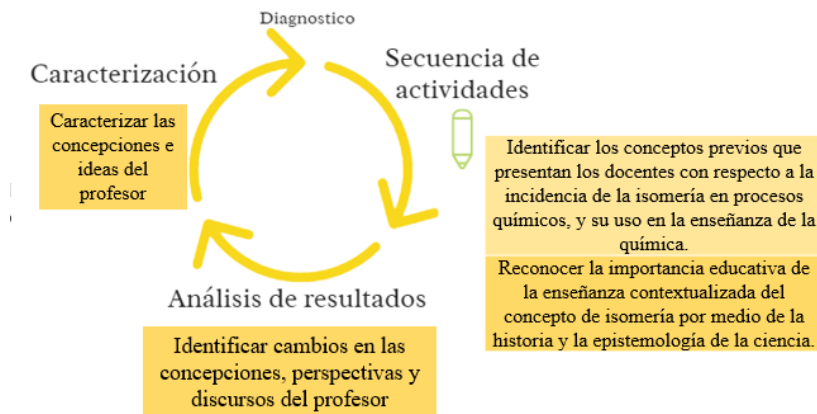 Diagnostico
Secuencia de
actividades
Caracterización
Caracterizar las
concepciones e
ideas del
profesor
Identificar los conceptos previos que
presentan los docentes con respecto a la
incidencia de la isomería en procesos
químicos, y su uso en la enseñanza de la
química.
Reconocer la importancia educativa de
la enseñanza contextualizada del
concepto de isomería por medio de la
historia y la epistemología de la ciencia.
Análisis de resultados
Identificar cambios en las
concepciones, perspectivas y
discursos del profesor